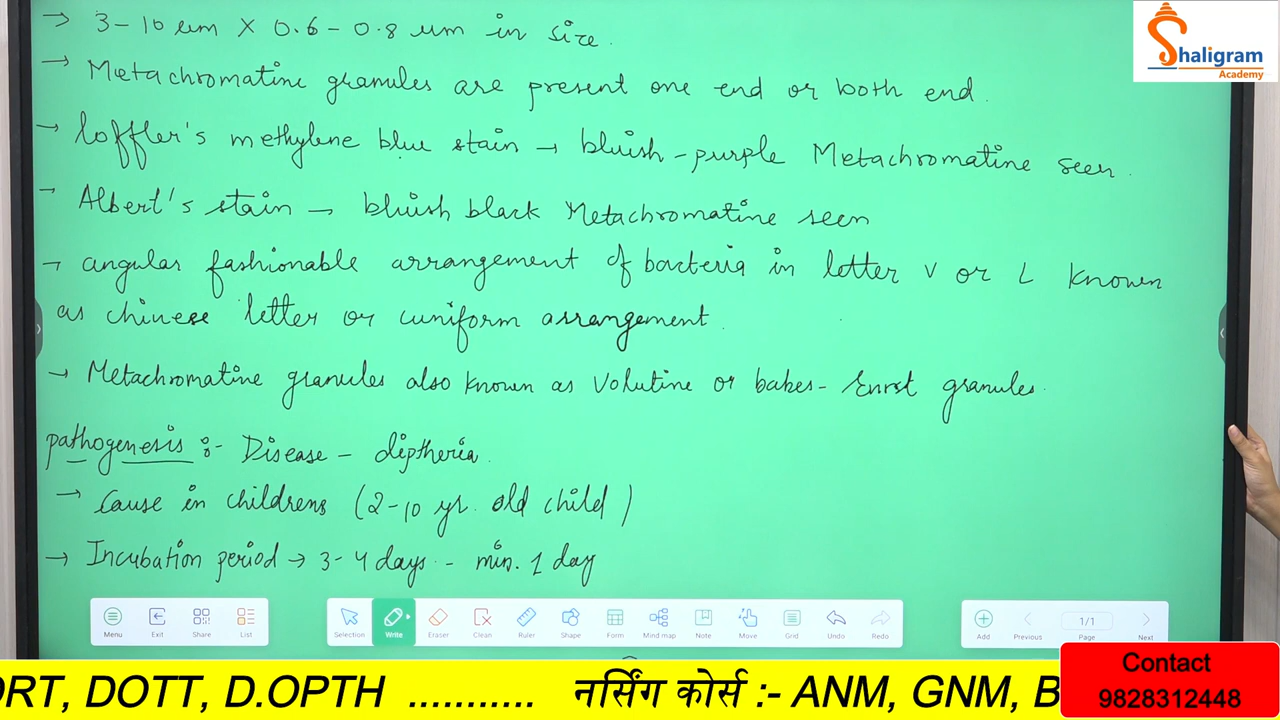 → 3-10 um X 0.6-0.8 um in size.
Shaligram
Academy
→ Metachromatine granules are present one end or both end.
→ loffler's methylene blue stain → bluish-purple Metachromatine seen.
→ Albert's stain → bluish black Metachromatine seen
→ angular fashionable arrangement of bacteria in letter V or L known
as chinese letter or cuniform arrangement.
→ Metachromatine granules also known as Volutine or babes-Enrst granules.
pathogenesis :- Disease - diptheria.
→ Cause in childrens (2-10 yr. old child)
→ Incubation period → 3-4 days - min. 1 day
Menu Exit Share List Selection Write Eraser Clean Ruler Shape Form Mind map Note Move Grid Undo Redo Add Previous 1/1 Page Next
ORT, DOTT, D.OPTH ........... नर्सिंग कोर्स :- ANM, GNM, B
Contact
9828312448